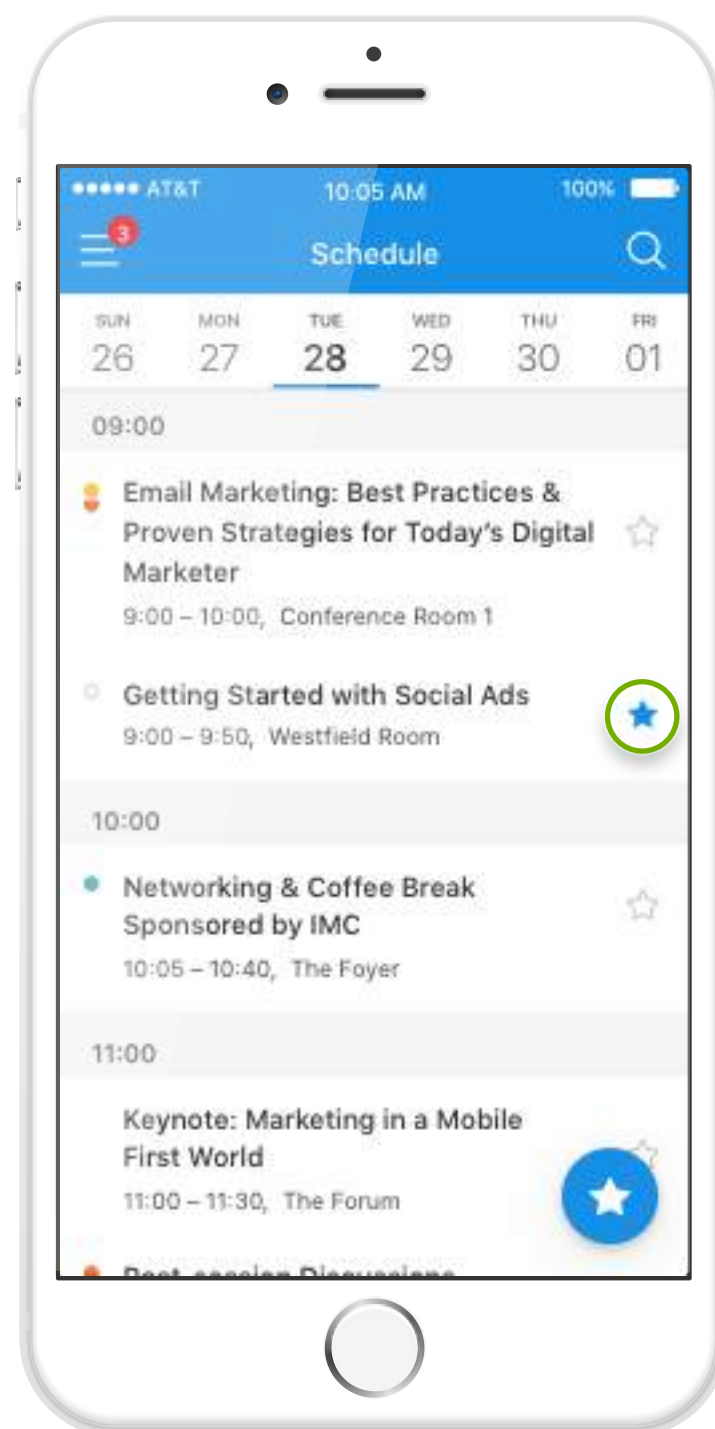 AT&T 10:05 AM 100%
3
Schedule
SUN MON TUE WED THU FRI
26 27 28 29 30 01
09:00
Email Marketing: Best Practices &
Proven Strategies for Today's Digital
Marketer
9:00 – 10:00, Conference Room 1
Getting Started with Social Ads
9:00 – 9:50, Westfield Room
10:00
Networking & Coffee Break
Sponsored by IMC
10:05 – 10:40, The Foyer
11:00
Keynote: Marketing in a Mobile
First World
11:00 – 11:30, The Forum